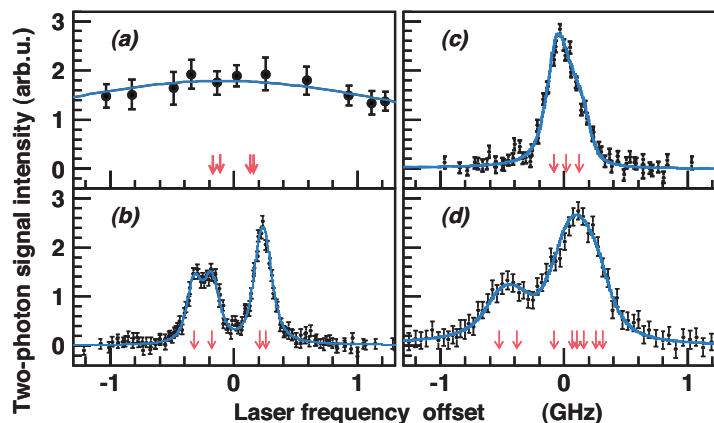 Two-photon signal intensity (arb.u.)
3
2
1
0
(a)
(c)
3
2
1
0
(b)
(d)
-1
0
1
-1
0
1
Laser frequency offset (GHz)